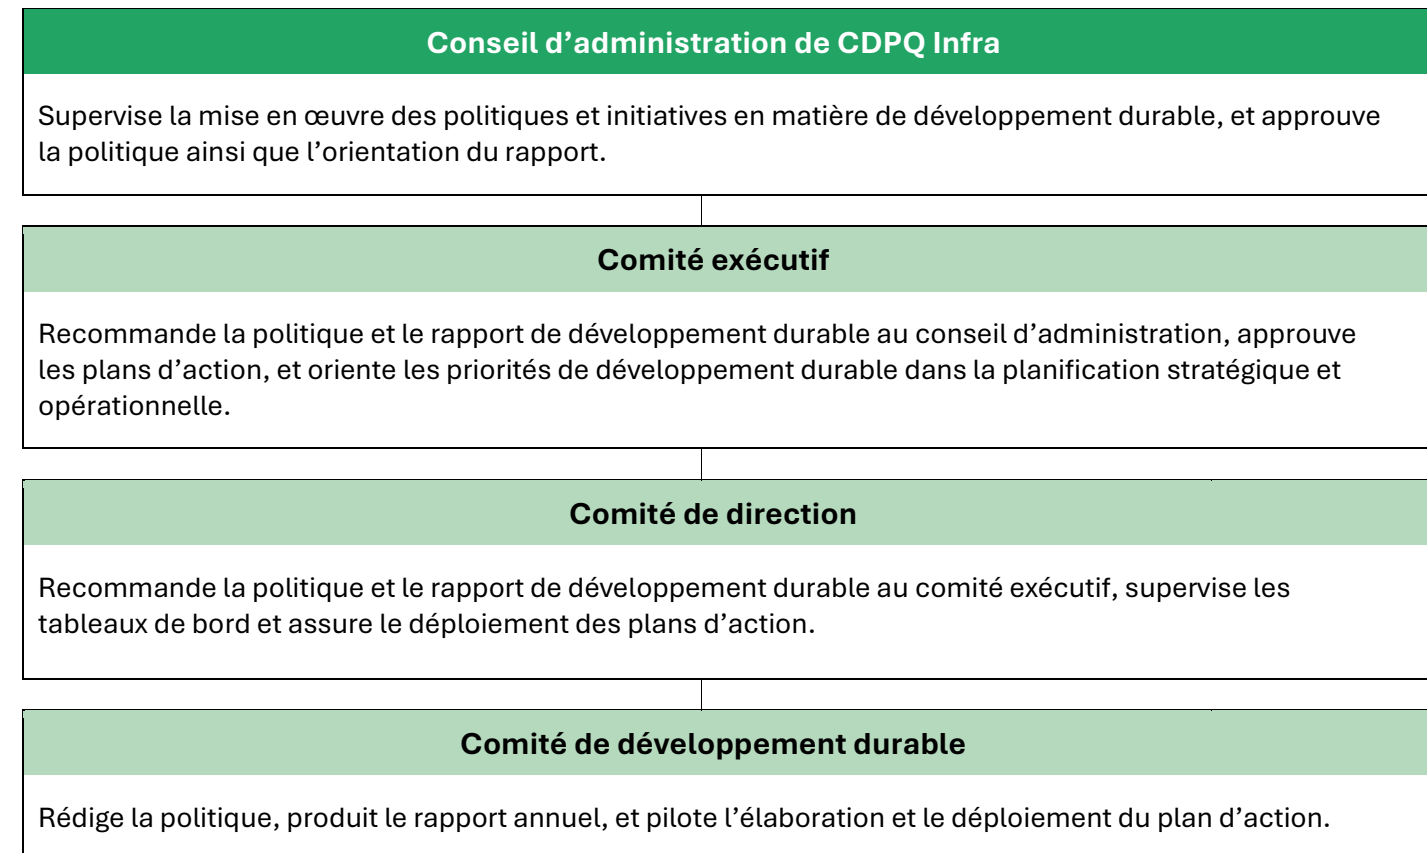 Conseil d’administration de CDPQ Infra
Supervise la mise en œuvre des politiques et initiatives en matière de développement durable, et approuve
la politique ainsi que l’orientation du rapport.
Comité exécutif
Recommande la politique et le rapport de développement durable au conseil d’administration, approuve
les plans d’action, et oriente les priorités de développement durable dans la planification stratégique et
opérationnelle.
Comité de direction
Recommande la politique et le rapport de développement durable au comité exécutif, supervise les
tableaux de bord et assure le déploiement des plans d’action.
Comité de développement durable
Rédige la politique, produit le rapport annuel, et pilote l’élaboration et le déploiement du plan d’action.